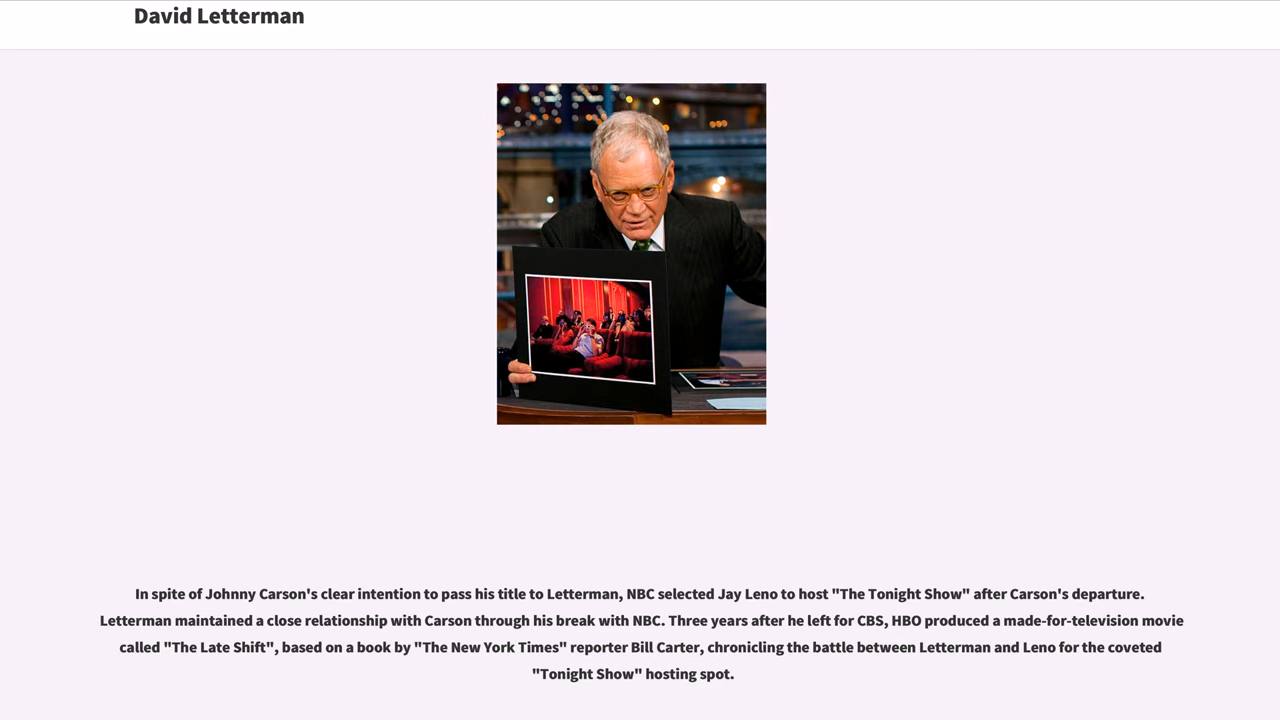 David Letterman
In spite of Johnny Carson's clear intention to pass his title to Letterman, NBC selected Jay Leno to host "The Tonight Show" after Carson's departure.
Letterman maintained a close relationship with Carson through his break with NBC. Three years after he left for CBS, HBO produced a made-for-television movie
called "The Late Shift", based on a book by "The New York Times" reporter Bill Carter, chronicling the battle between Letterman and Leno for the coveted
"Tonight Show" hosting spot.